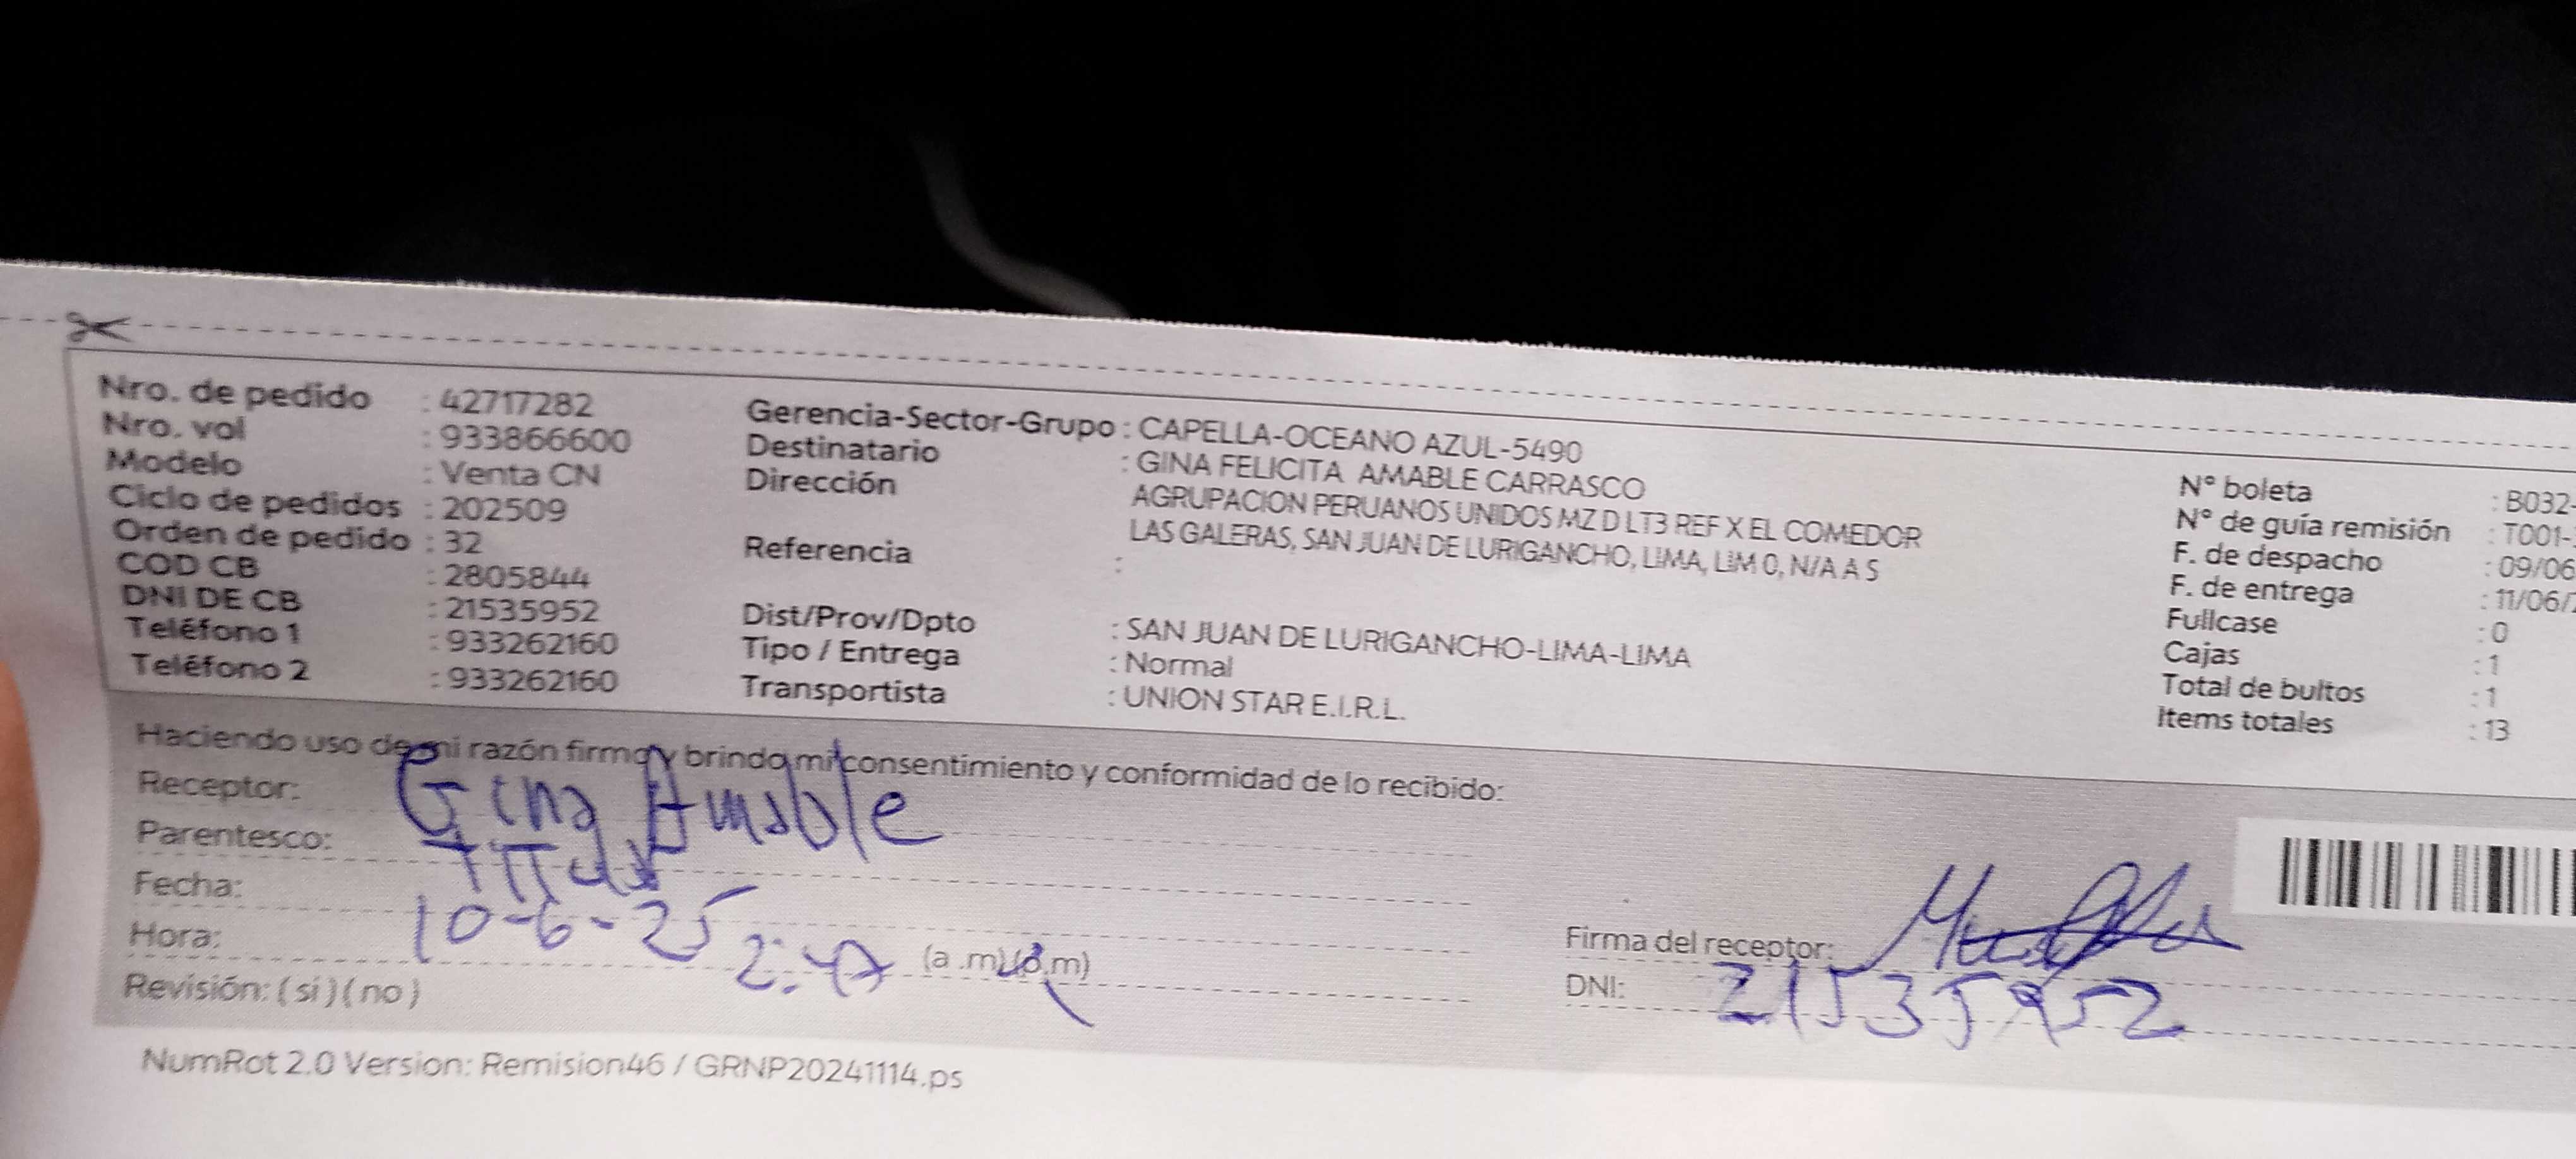 Nro. de pedido : 42717282
Nro. vol : 933866600
Modelo : Venta CN
Ciclo de pedidos : 202509
Orden de pedido : 32
COD CB : 2805844
DNI DE CB : 21535952
Teléfono 1 : 933262160
Teléfono 2 : 933262160
Gerencia-Sector-Grupo : CAPELLA-OCEANO AZUL-5490
Destinatario : GINA FELICITA AMABLE CARRASCO
Dirección AGRUPACION PERUANOS UNIDOS MZ D LT3 REF X EL COMEDOR
LAS GALERAS, SAN JUAN DE LURIGANCHO, LIMA, LIM 0, N/A A S
Referencia :
Dist/Prov/Dpto : SAN JUAN DE LURIGANCHO-LIMA-LIMA
Tipo / Entrega : Normal
Transportista : UNION STAR E.I.R.L.
N° boleta : B032-
N° de guía remisión : T001-
F. de despacho : 09/06
F. de entrega : 11/06/
Fullcase : 0
Cajas : 1
Total de bultos : 1
Items totales : 13
Haciendo uso de mi razón firmo y brindo mi consentimiento y conformidad de lo recibido:
Receptor: Gina Amable
Parentesco:
Fecha: 10-6-25
Hora: (a.m) (p.m)
Revisión: (si) (no)
Firma del receptor:
DNI: 21535952
NumRot 2.0 Version: Remision46 / GRNP20241114.ps